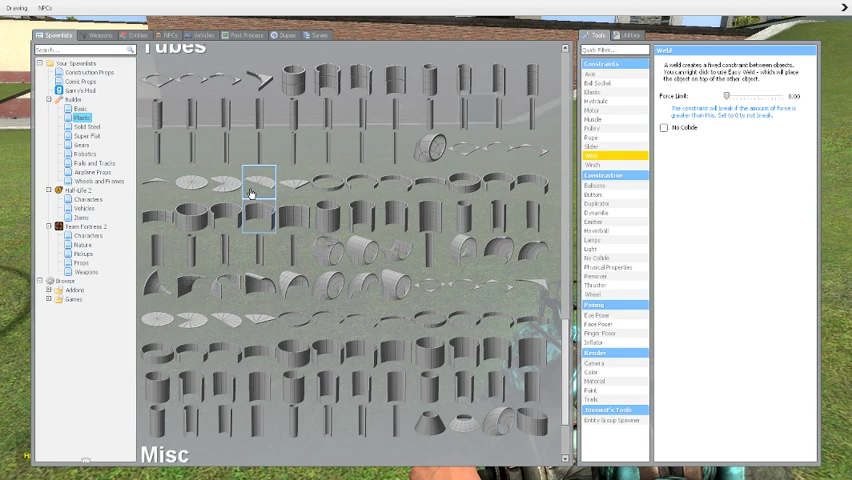 Drawing NPCs
Spawnlists Weapons Entities NPCs Vehicles Post Process Dupes Saves
Search...
Your Spawnlists
Construction Props
Comic Props
Garry's Mod
Builder
Basic
Plastic
Solid Steel
Super Flat
Gears
Robotics
Rails and Tracks
Airplane Props
Wheels and Frames
Half-Life 2
Characters
Vehicles
Items
Team Fortress 2
Characters
Nature
Pickups
Props
Weapons
Browse
Addons
Games
Tubes
Misc
Tools Utilities
Quick Filter...
Constraints
Axis
Ball Socket
Elastic
Hydraulic
Motor
Muscle
Pulley
Rope
Slider
Weld
Winch
Construction
Balloons
Button
Duplicator
Dynamite
Emitter
Hoverball
Lamps
Light
No Collide
Physical Properties
Remover
Thruster
Wheel
Posing
Eye Poser
Face Poser
Finger Poser
Inflator
Render
Camera
Color
Material
Paint
Trails
Javamat's Tools
Entity Group Spawner
Weld
A weld creates a fixed constraint between objects.
You can right click to use Easy Weld - which will place
the object on top of the other object.
Force Limit: 0.00
The constraint will break if the amount of force is
greater than this. Set to 0 to not break.
No Collide